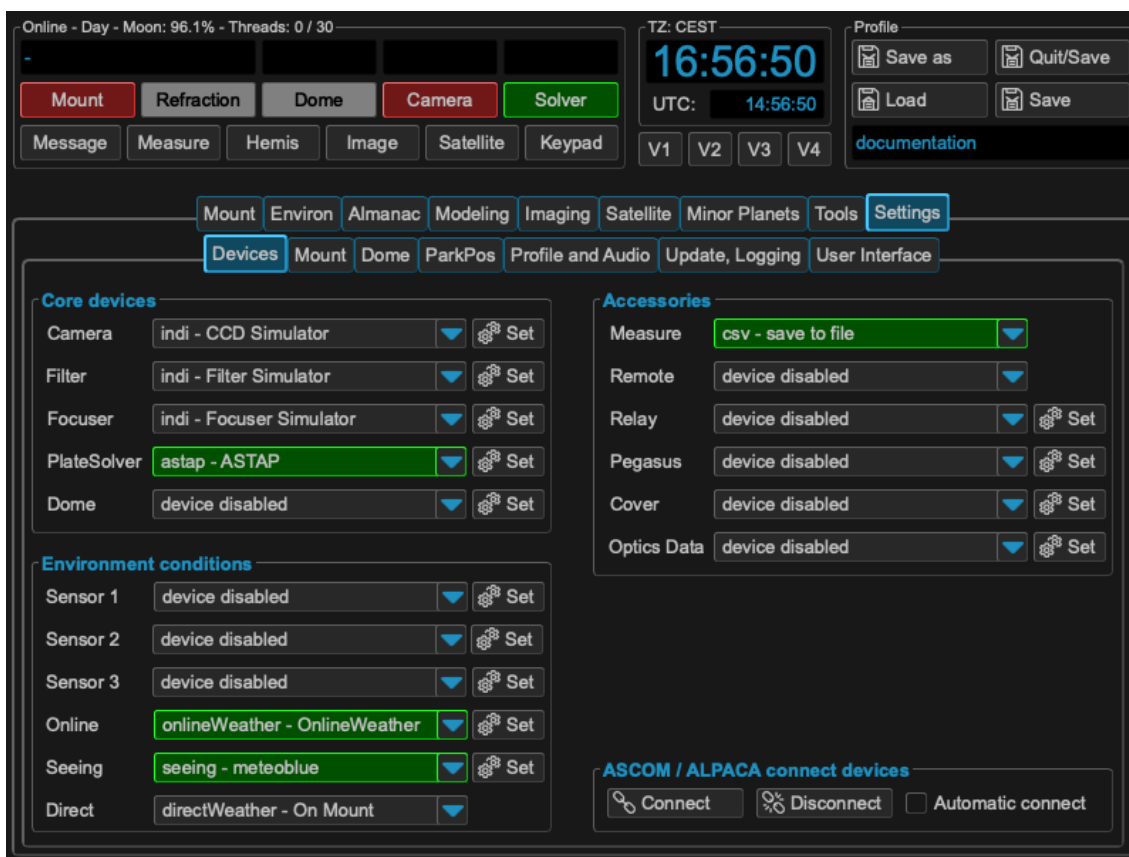 Online - Day - Moon: 96.1% - Threads: 0 / 30
-
Mount Refraction Dome Camera Solver
Message Measure Hemis Image Satellite Keypad
TZ: CEST
16:56:50
UTC: 14:56:50
V1 V2 V3 V4
Profile
Save as Quit/Save
Load Save
documentation
Mount Environ Almanac Modeling Imaging Satellite Minor Planets Tools Settings
Devices Mount Dome ParkPos Profile and Audio Update, Logging User Interface
Core devices
Camera indi - CCD Simulator Set
Filter indi - Filter Simulator Set
Focuser indi - Focuser Simulator Set
PlateSolver astap - ASTAP Set
Dome device disabled Set
Environment conditions
Sensor 1 device disabled Set
Sensor 2 device disabled Set
Sensor 3 device disabled Set
Online onlineWeather - OnlineWeather Set
Seeing seeing - meteoblue Set
Direct directWeather - On Mount
Accessories
Measure csv - save to file
Remote device disabled
Relay device disabled Set
Pegasus device disabled Set
Cover device disabled Set
Optics Data device disabled Set
ASCOM / ALPACA connect devices
Connect Disconnect Automatic connect